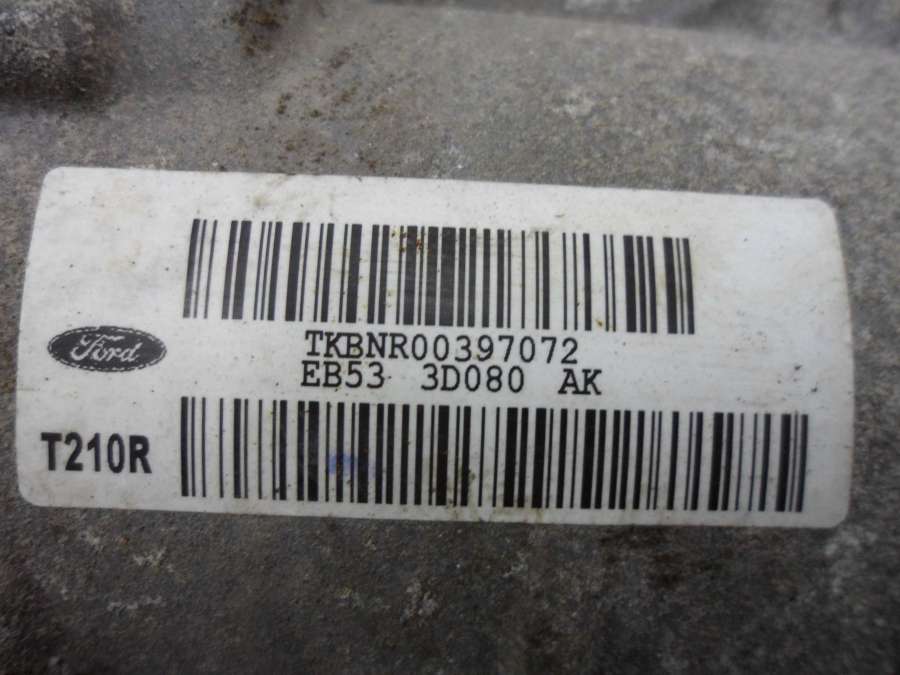 TKBNR00397072
Ford
EB53 3D080 AK
T210R